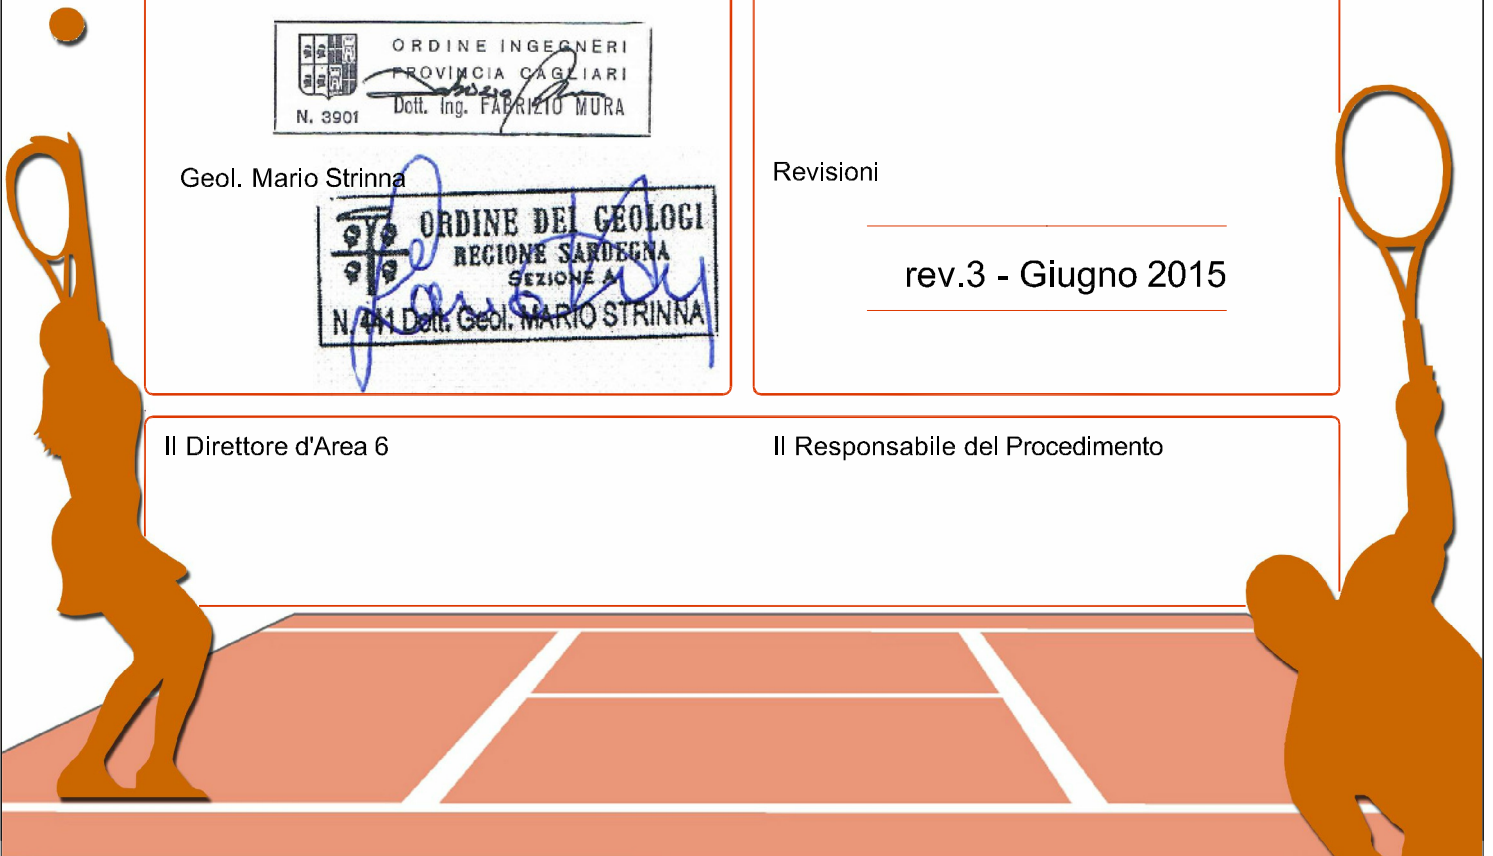 ORDINE INGEGNERI
PROVINCIA CAGLIARI
Dott. Ing. FABRIZIO MURA
N. 3901
Geol. Mario Strinna
ORDINE DEI GEOLOGI
REGIONE SARDEGNA
SEZIONE A
N. 441 Dott. Geol. MARIO STRINNA
Revisioni
rev.3 - Giugno 2015
Il Direttore d'Area 6
Il Responsabile del Procedimento